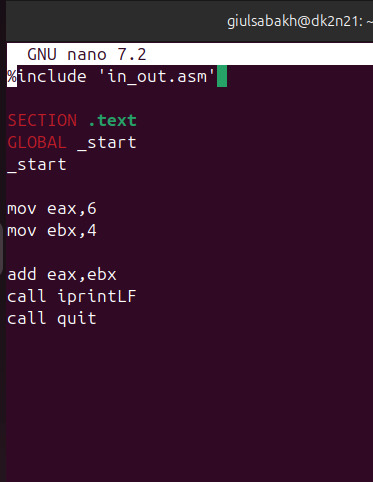 giulsabakh@dk2n21: ~
GNU nano 7.2
%include 'in_out.asm'
SECTION .text
GLOBAL _start
_start
mov eax,6
mov ebx,4
add eax,ebx
call iprintLF
call quit